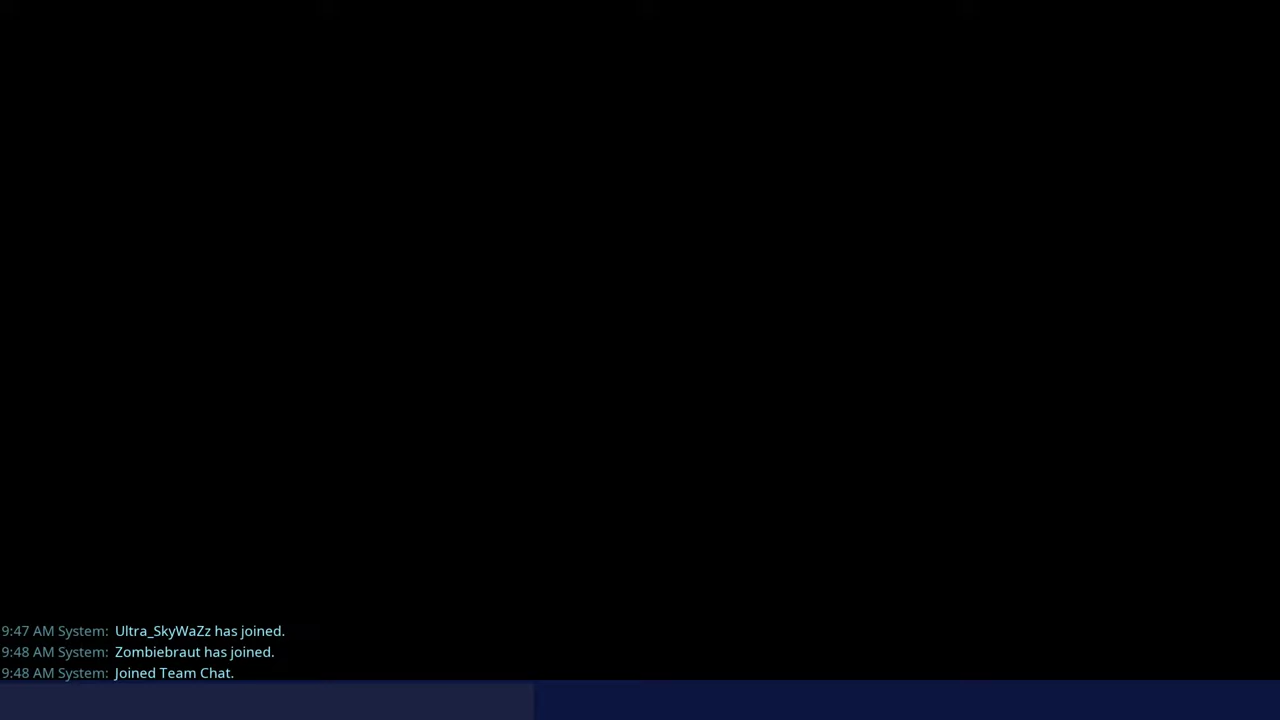 9:47 AM System: Ultra_SkyWaZz has joined.
9:48 AM System: Zombiebraut has joined.
9:48 AM System: Joined Team Chat.